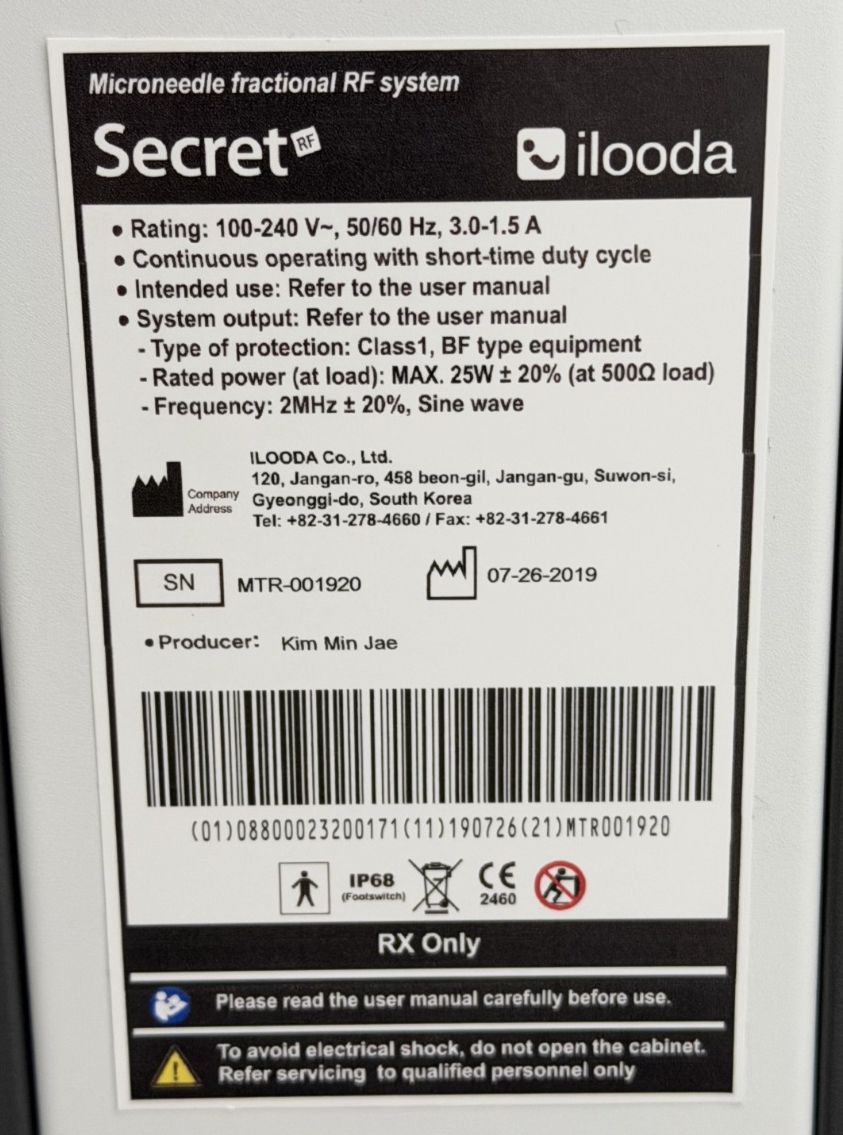 Microneedle fractional RF system
Secret RF
ilooda
• Rating: 100-240 V~, 50/60 Hz, 3.0-1.5 A
• Continuous operating with short-time duty cycle
• Intended use: Refer to the user manual
• System output: Refer to the user manual
- Type of protection: Class1, BF type equipment
- Rated power (at load): MAX. 25W ± 20% (at 500Ω load)
- Frequency: 2MHz ± 20%, Sine wave
Company
Address
ILOODA Co., Ltd.
120, Jangan-ro, 458 beon-gil, Jangan-gu, Suwon-si,
Gyeonggi-do, South Korea
Tel: +82-31-278-4660 / Fax: +82-31-278-4661
SN MTR-001920
07-26-2019
• Producer: Kim Min Jae
(01)08800023200171(11)190726(21)MTR001920
IP68
(Footswitch)
CE
2460
RX Only
Please read the user manual carefully before use.
To avoid electrical shock, do not open the cabinet.
Refer servicing to qualified personnel only